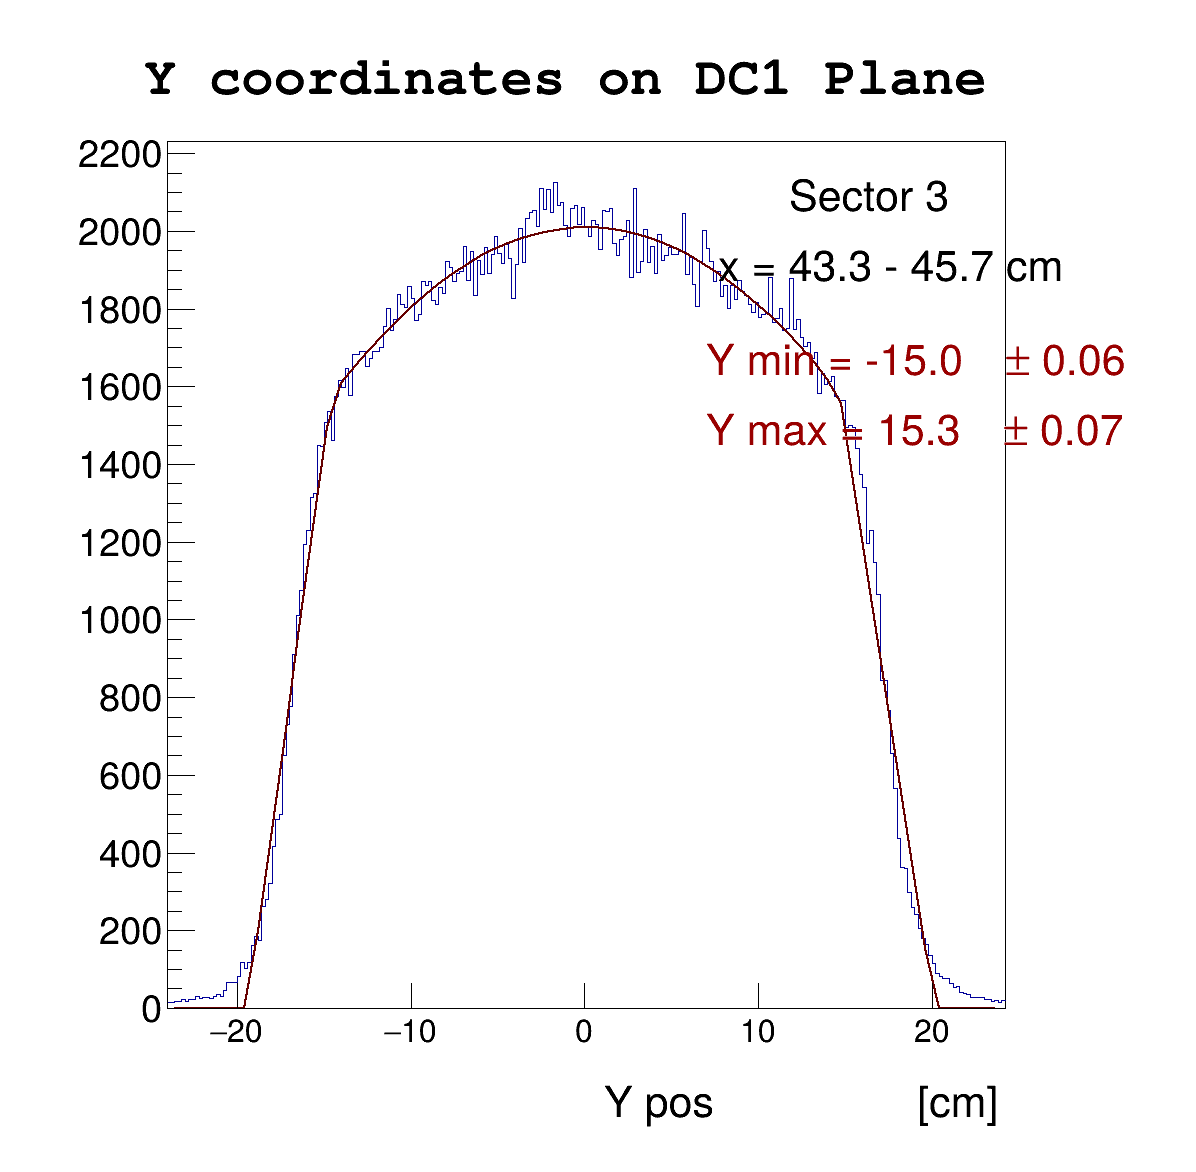 Y coordinates on DC1 Plane
2200
2000
1800
1600
1400
1200
1000
800
600
400
200
0
Sector 3
x = 43.3 - 45.7 cm
Y min = -15.0 ± 0.06
Y max = 15.3 ± 0.07
−20 −10 0 10 20
Y pos [cm]